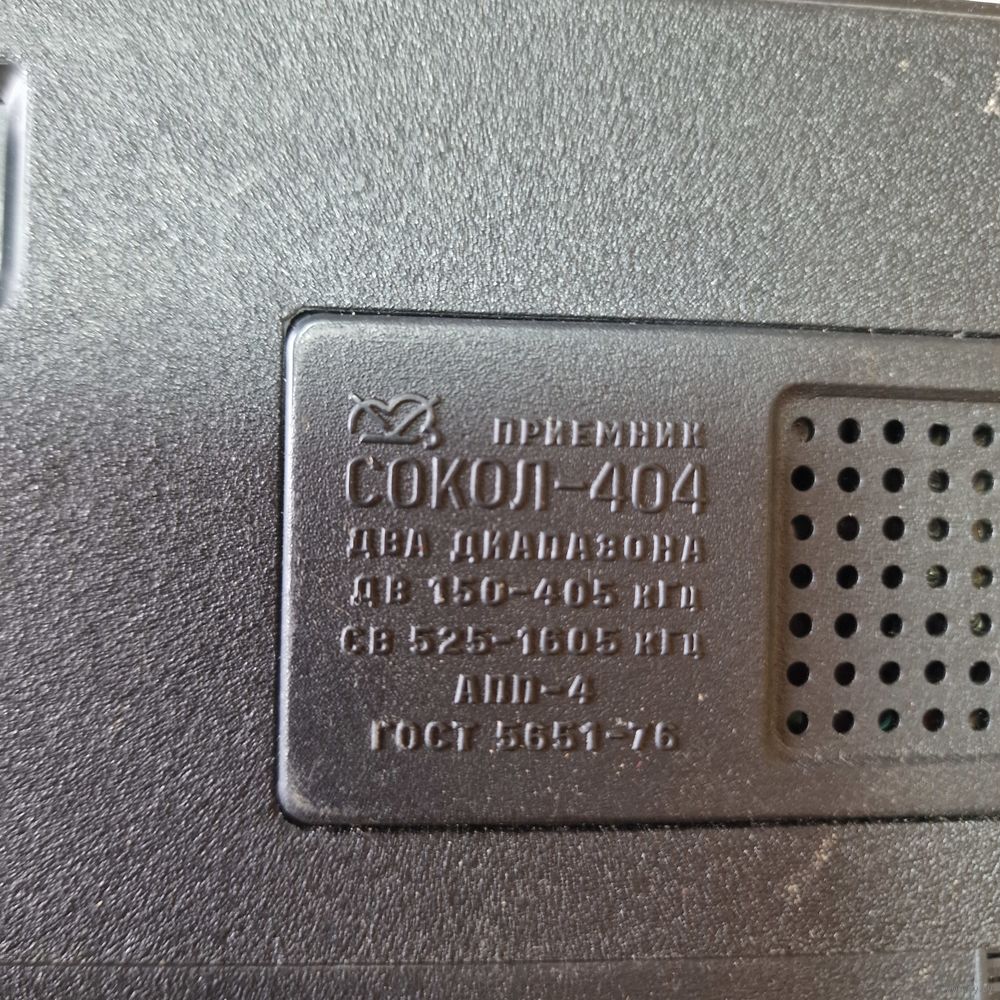 ПРИЕМНИК
СОКОЛ-404
ДВА ДИАПАЗОНА
ДВ 150-405 кГц
СВ 525-1605 кГц
АПП-4
ГОСТ 5651-76